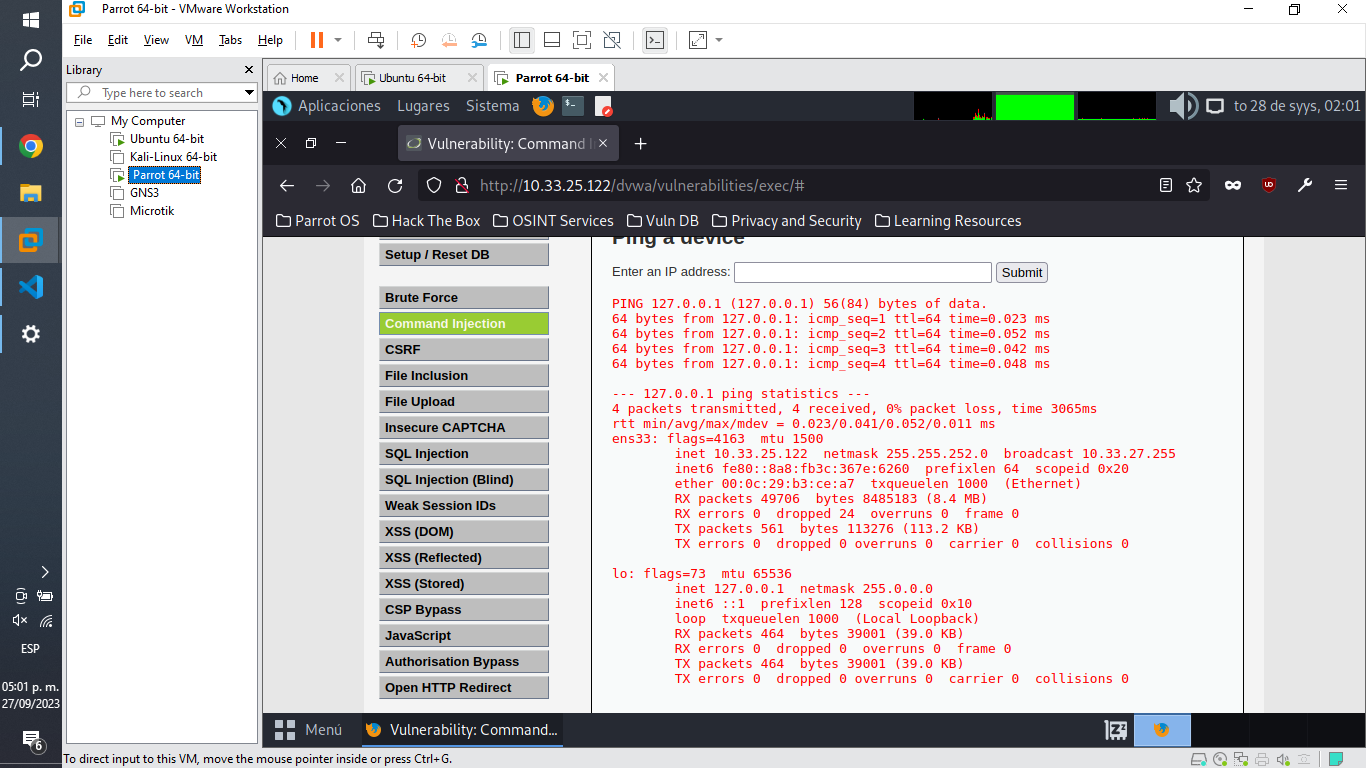 Parrot 64-bit - VMware Workstation
File Edit View VM Tabs Help
Library
Type here to search
My Computer
Ubuntu 64-bit
Kali-Linux 64-bit
Parrot 64-bit
GNS3
Microtik
Home Ubuntu 64-bit Parrot 64-bit
Aplicaciones Lugares Sistema to 28 de syys, 02:01
Vulnerability: Command
http://10.33.25.122/dvwa/vulnerabilities/exec/#
Parrot OS Hack The Box OSINT Services Vuln DB Privacy and Security Learning Resources
Setup / Reset DB
Brute Force
Command Injection
CSRF
File Inclusion
File Upload
Insecure CAPTCHA
SQL Injection
SQL Injection (Blind)
Weak Session IDs
XSS (DOM)
XSS (Reflected)
XSS (Stored)
CSP Bypass
JavaScript
Authorisation Bypass
Open HTTP Redirect
Ping a device
Enter an IP address: Submit
PING 127.0.0.1 (127.0.0.1) 56(84) bytes of data.
64 bytes from 127.0.0.1: icmp_seq=1 ttl=64 time=0.023 ms
64 bytes from 127.0.0.1: icmp_seq=2 ttl=64 time=0.052 ms
64 bytes from 127.0.0.1: icmp_seq=3 ttl=64 time=0.042 ms
64 bytes from 127.0.0.1: icmp_seq=4 ttl=64 time=0.048 ms
--- 127.0.0.1 ping statistics ---
4 packets transmitted, 4 received, 0% packet loss, time 3065ms
rtt min/avg/max/mdev = 0.023/0.041/0.052/0.011 ms
ens33: flags=4163 mtu 1500
inet 10.33.25.122 netmask 255.255.252.0 broadcast 10.33.27.255
inet6 fe80::8a8:fb3c:367e:6260 prefixlen 64 scopeid 0x20
ether 00:0c:29:b3:ce:a7 txqueuelen 1000 (Ethernet)
RX packets 49706 bytes 8485183 (8.4 MB)
RX errors 0 dropped 24 overruns 0 frame 0
TX packets 561 bytes 113276 (113.2 KB)
TX errors 0 dropped 0 overruns 0 carrier 0 collisions 0
lo: flags=73 mtu 65536
inet 127.0.0.1 netmask 255.0.0.0
inet6 ::1 prefixlen 128 scopeid 0x10
loop txqueuelen 1000 (Local Loopback)
RX packets 464 bytes 39001 (39.0 KB)
RX errors 0 dropped 0 overruns 0 frame 0
TX packets 464 bytes 39001 (39.0 KB)
TX errors 0 dropped 0 overruns 0 carrier 0 collisions 0
Menú Vulnerability: Command...
To direct input to this VM, move the mouse pointer inside or press Ctrl+G.
ESP
05:01 p. m.
27/09/2023
6